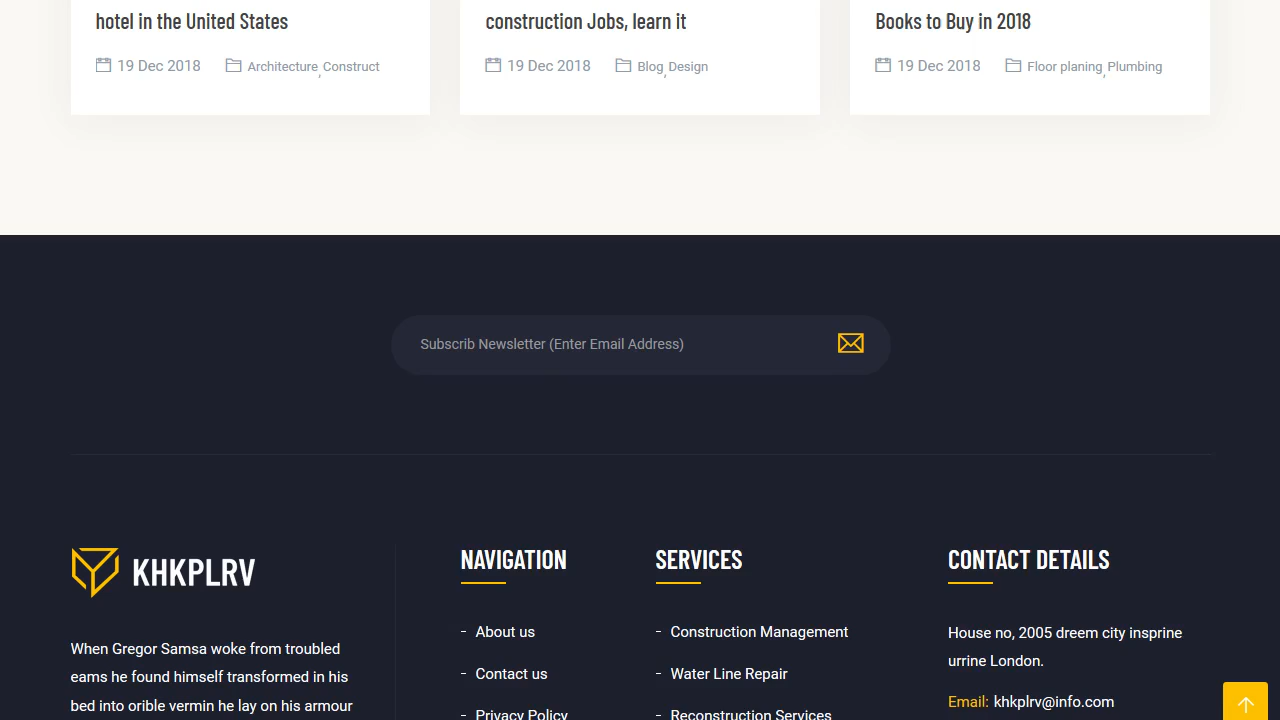 hotel in the United States
19 Dec 2018 Architecture, Construct
construction Jobs, learn it
19 Dec 2018 Blog, Design
Books to Buy in 2018
19 Dec 2018 Floor planing, Plumbing
Subscrib Newsletter (Enter Email Address)
KHKPLRV
When Gregor Samsa woke from troubled
eams he found himself transformed in his
bed into orible vermin he lay on his armour
NAVIGATION
- About us
- Contact us
- Privacy Policy
SERVICES
- Construction Management
- Water Line Repair
- Reconstruction Services
CONTACT DETAILS
House no, 2005 dreem city insprine
urrine London.
Email: khkplrv@info.com